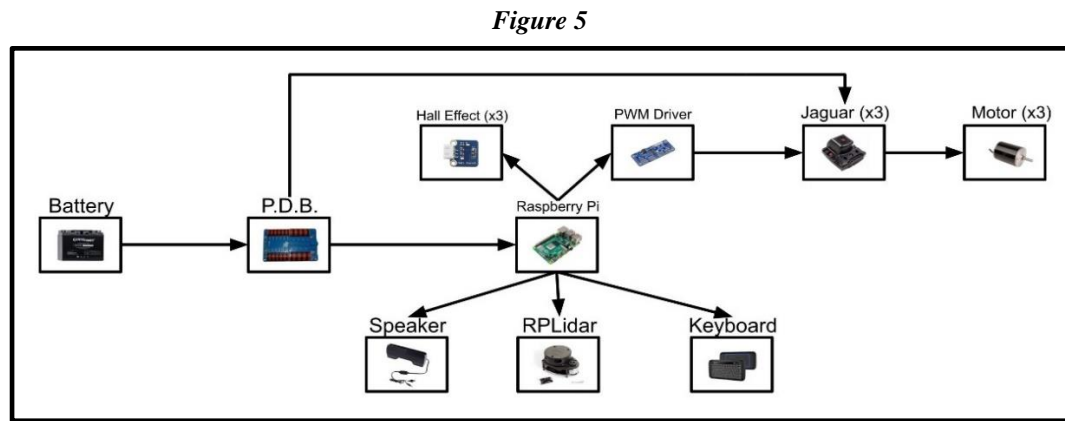 Figure 5
Hall Effect (x3)
PWM Driver
Jaguar (x3)
Motor (x3)
Battery
P.D.B.
Raspberry Pi
Speaker
RPLidar
Keyboard